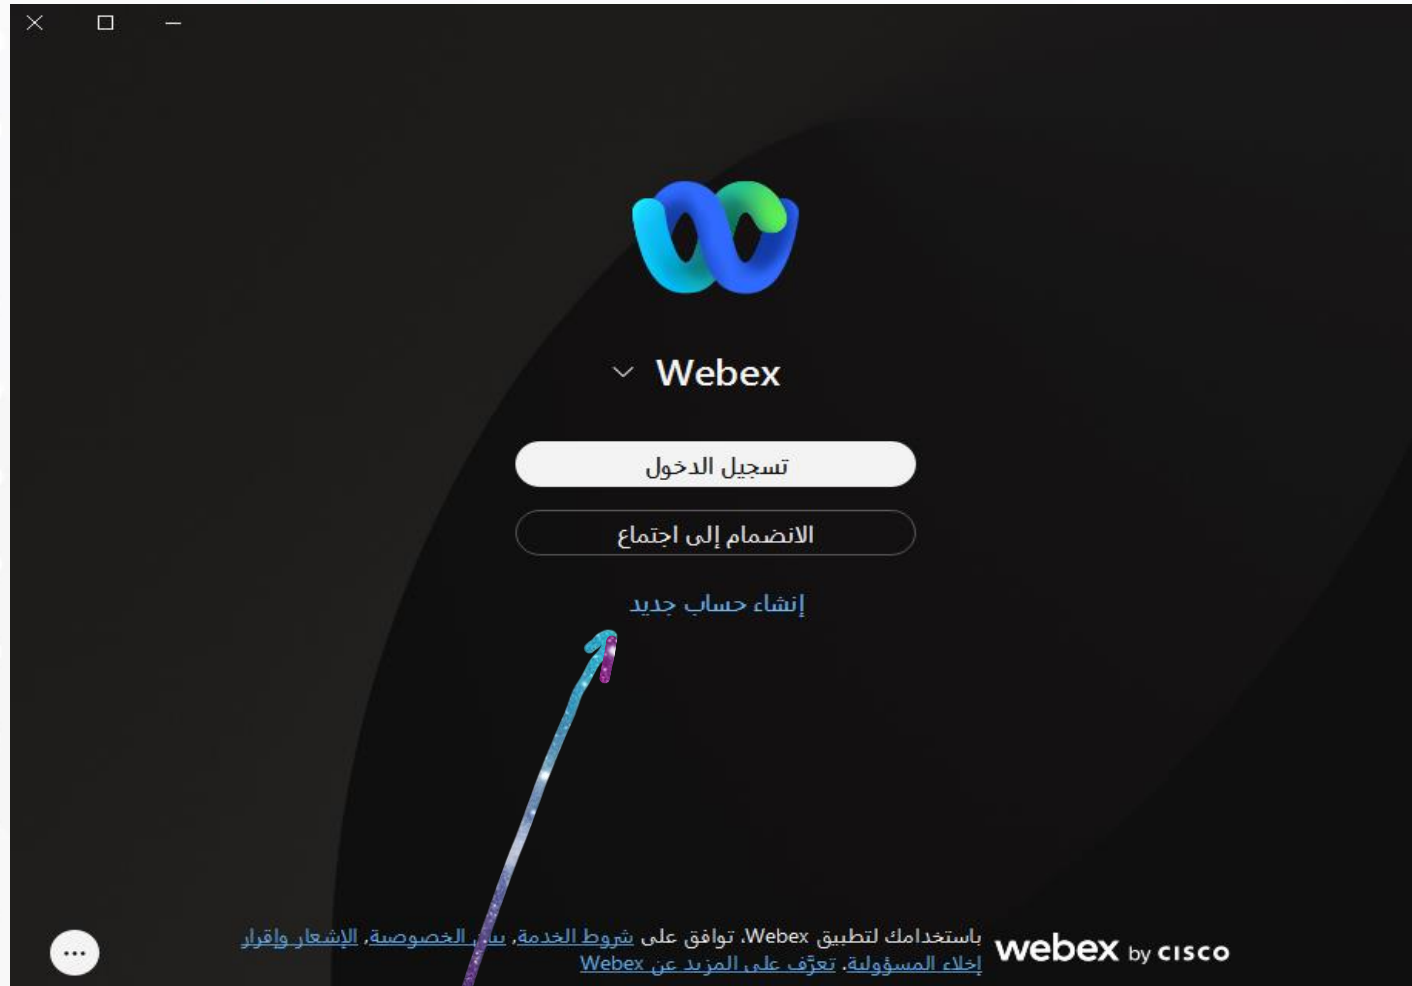 Webex
تسجيل الدخول
الانضمام إلى اجتماع
إنشاء حساب جديد
باستخدامك لتطبيق Webex، توافق على شروط الخدمة, الخصوصية, الإشعار وإقرار
إخلاء المسؤولية. تعرَّف على المزيد عن Webex
webex by CISCO